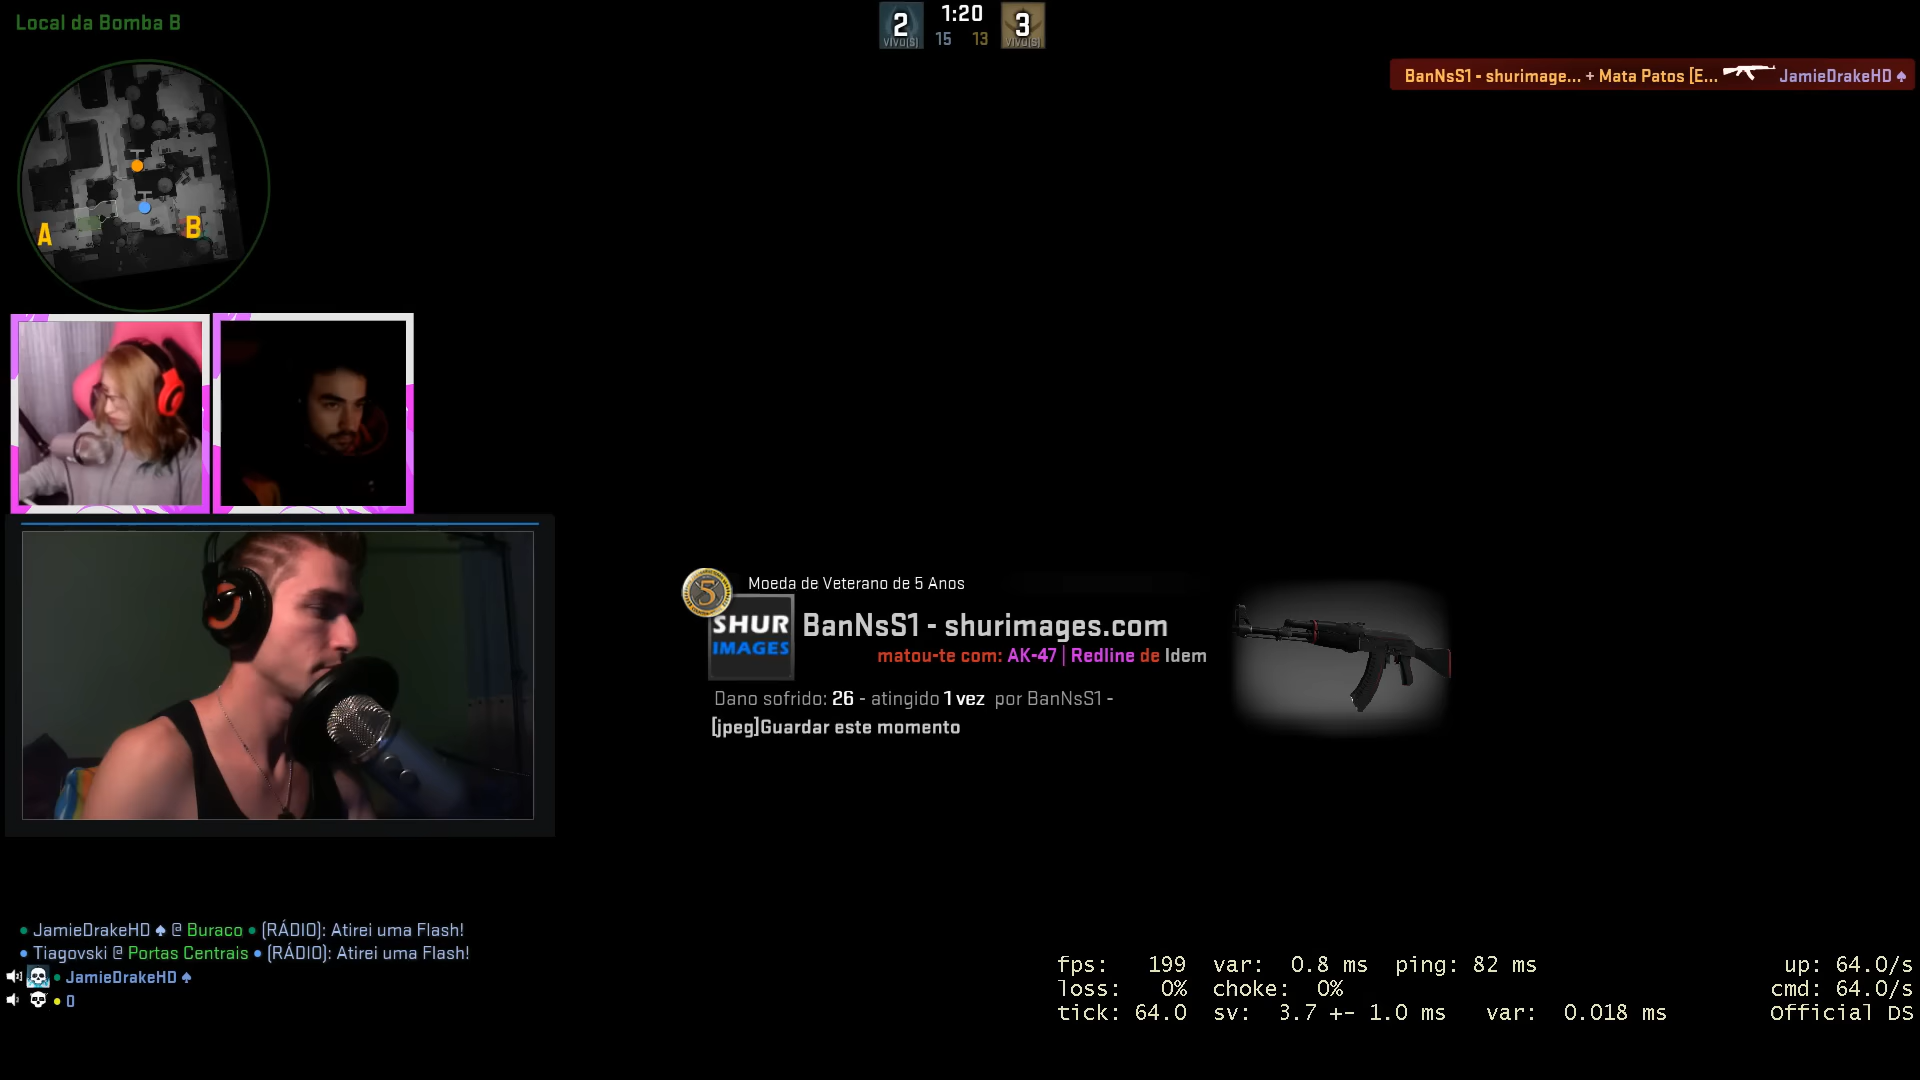 Local da Bomba B
2
VIVO(S)
1:20
15 13
3
VIVO(S)
BanNsS1 - shurimage... + Mata Patos [E... JamieDrakeHD ♠
A
B
5
Moeda de Veterano de 5 Anos
SHUR
IMAGES
BanNsS1 - shurimages.com
matou-te com: AK-47 | Redline de Idem
Dano sofrido: 26 - atingido 1 vez por BanNsS1 -
[jpeg]Guardar este momento
• JamieDrakeHD ♠ @ Buraco • (RÁDIO): Atirei uma Flash!
• Tiagovski @ Portas Centrais • (RÁDIO): Atirei uma Flash!
• JamieDrakeHD ♠
• D
fps: 199 var: 0.8 ms ping: 82 ms up: 64.0/s
loss: 0% choke: 0% cmd: 64.0/s
tick: 64.0 sv: 3.7 +- 1.0 ms var: 0.018 ms Official DS